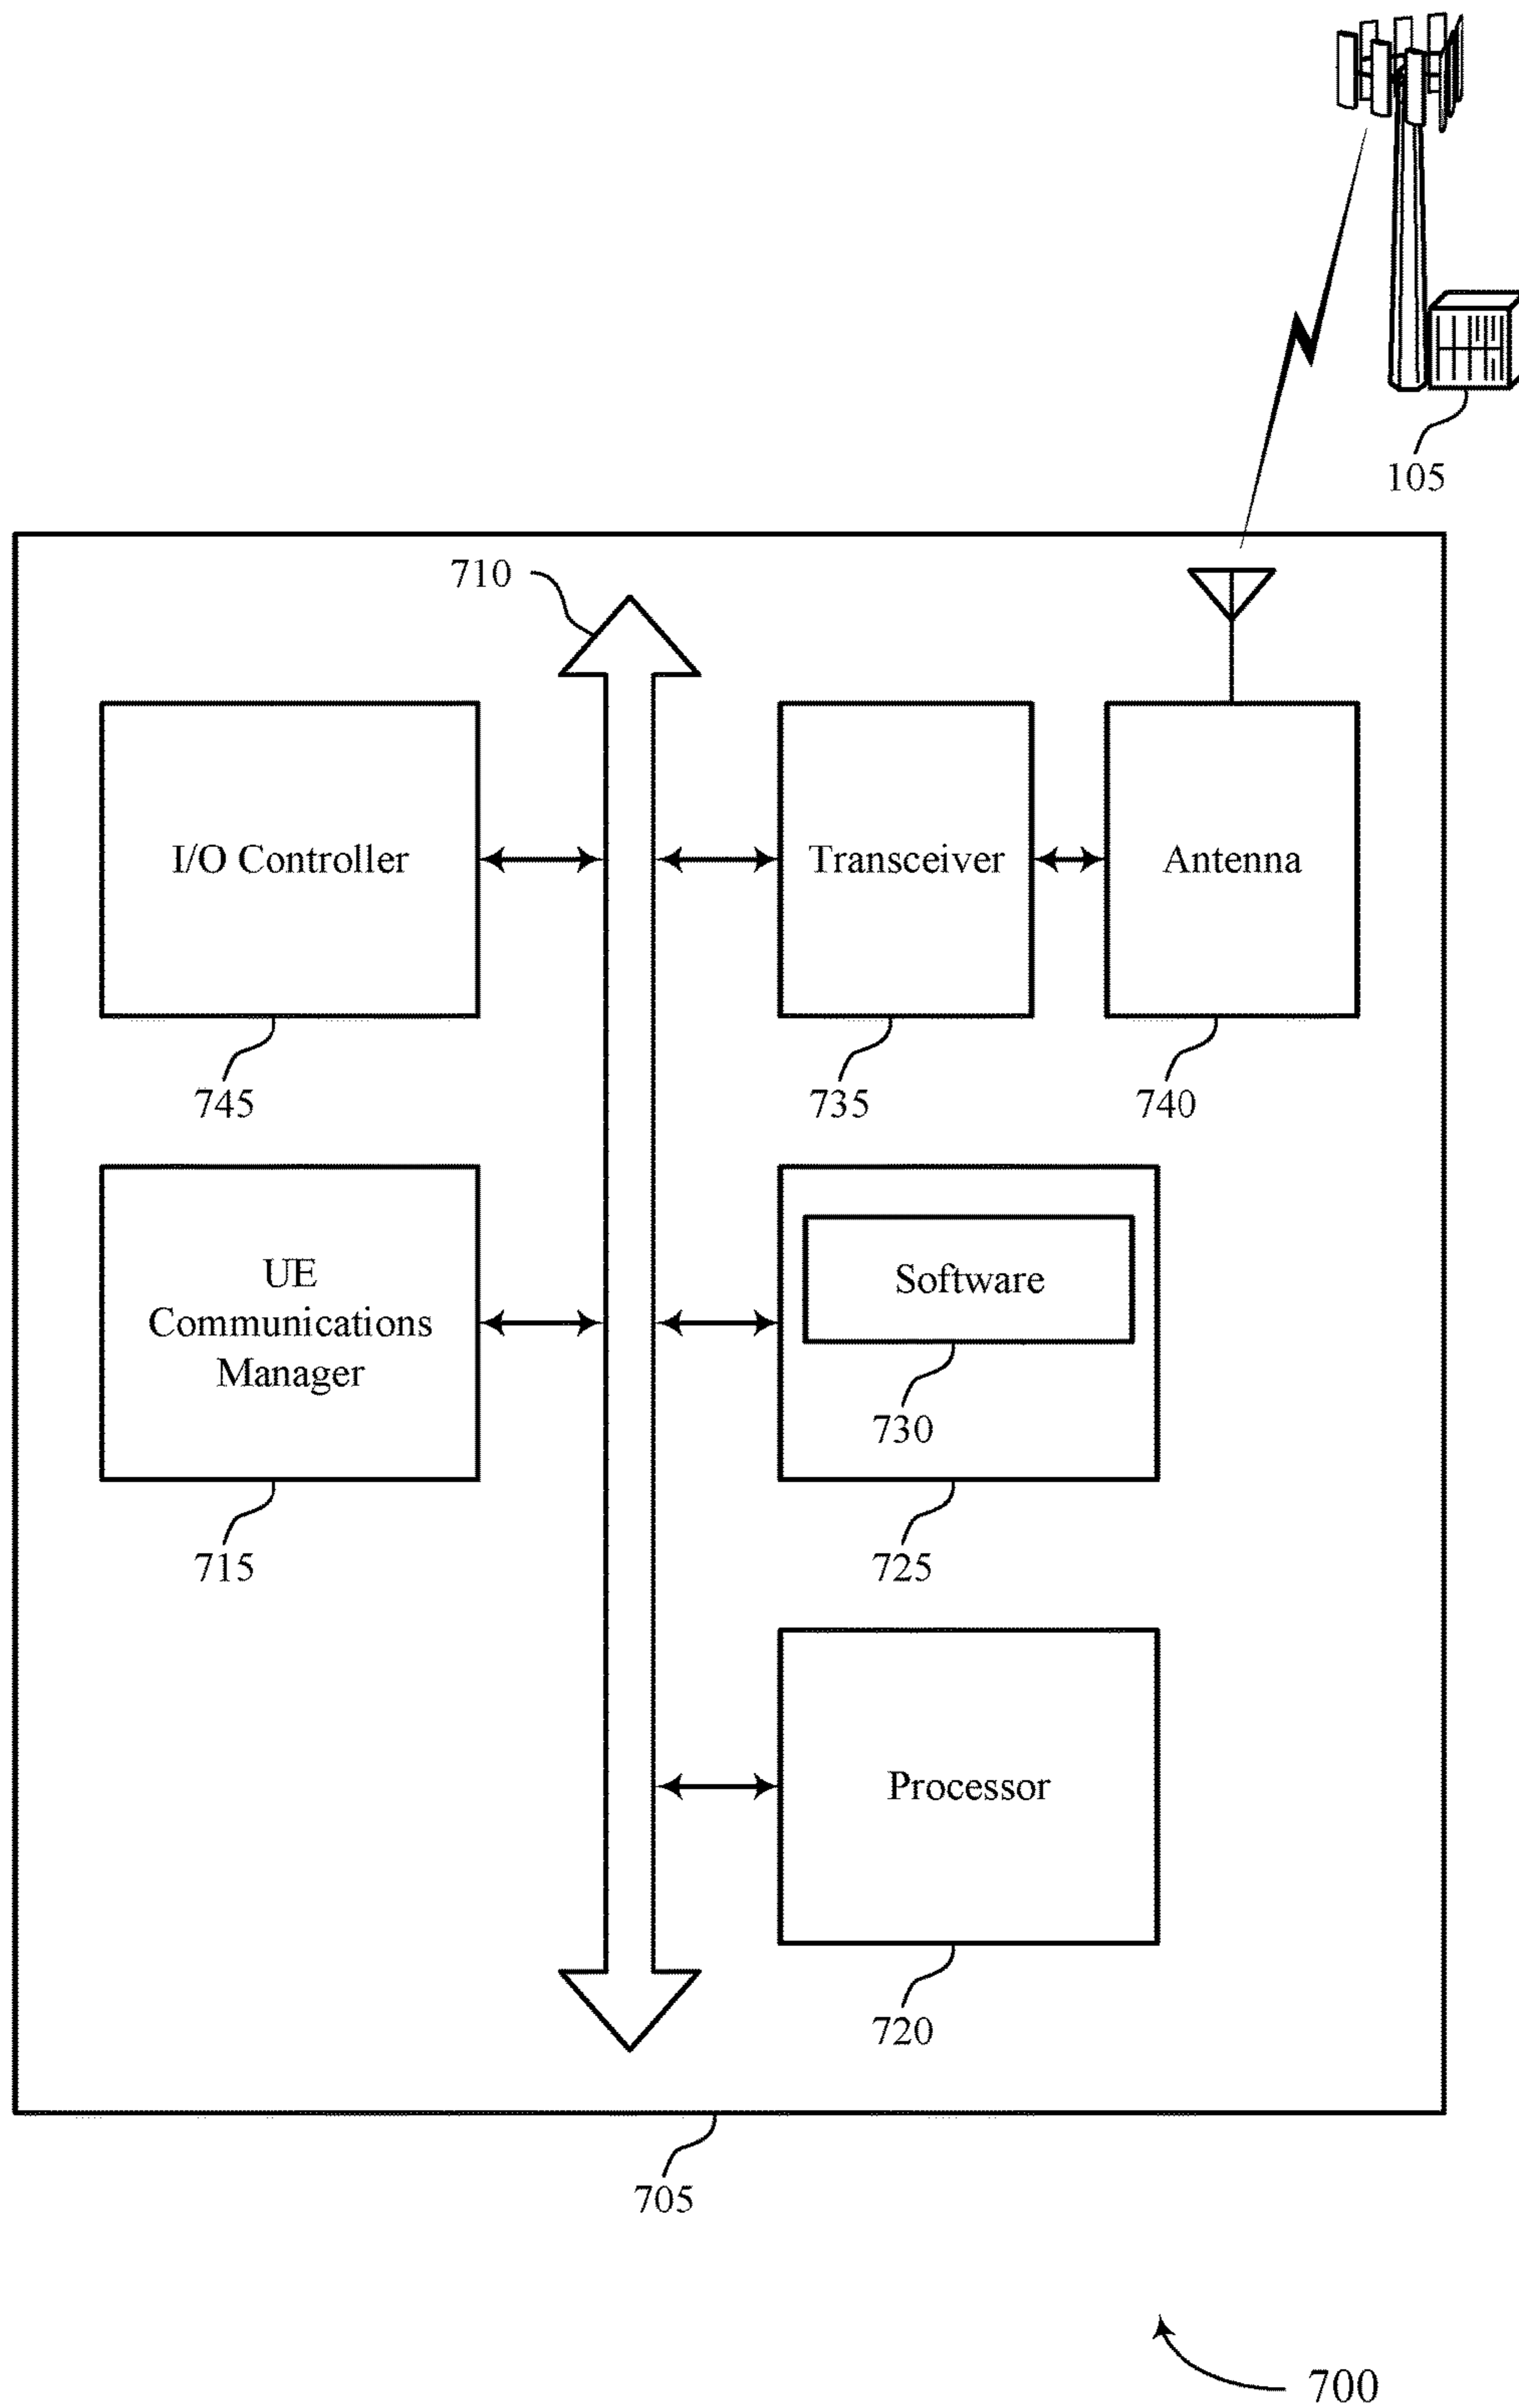 105
710
I/O Controller
Transceiver
Antenna
745
735
740
UE
Communications
Manager
Software
730
715
725
Processor
720
705
700